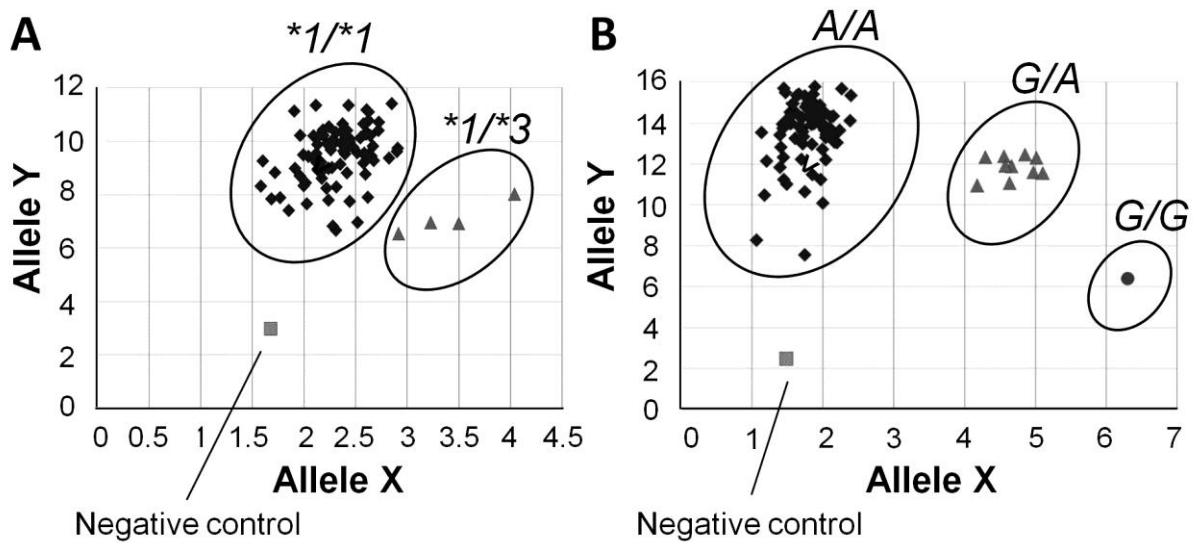 A
*1/*1
*1/*3
12
10
8
6
4
2
0
Allele Y
0 0.5 1 1.5 2 2.5 3 3.5 4 4.5
Allele X
Negative control
B
A/A
G/A
G/G
16
14
12
10
8
6
4
2
0
Allele Y
0 1 2 3 4 5 6 7
Allele X
Negative control